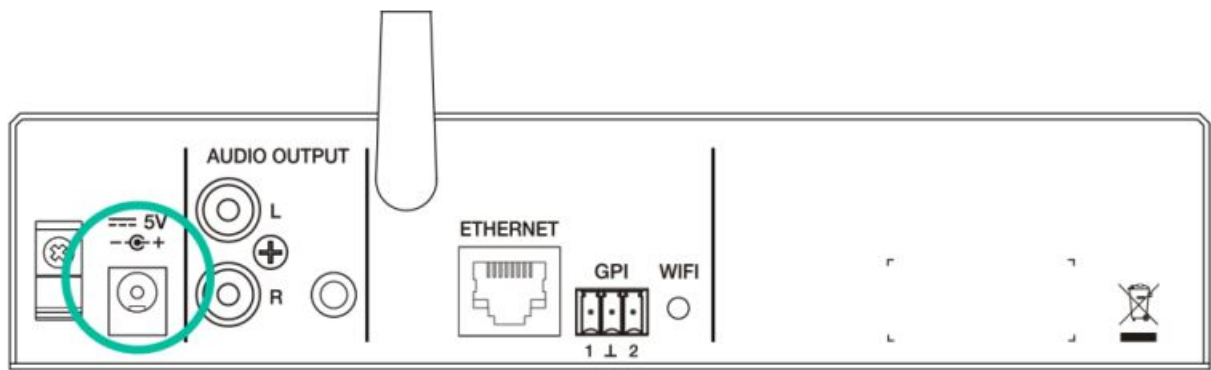 5V
- +
AUDIO OUTPUT
L
R
ETHERNET
GPI
1 ⊥ 2
WIFI